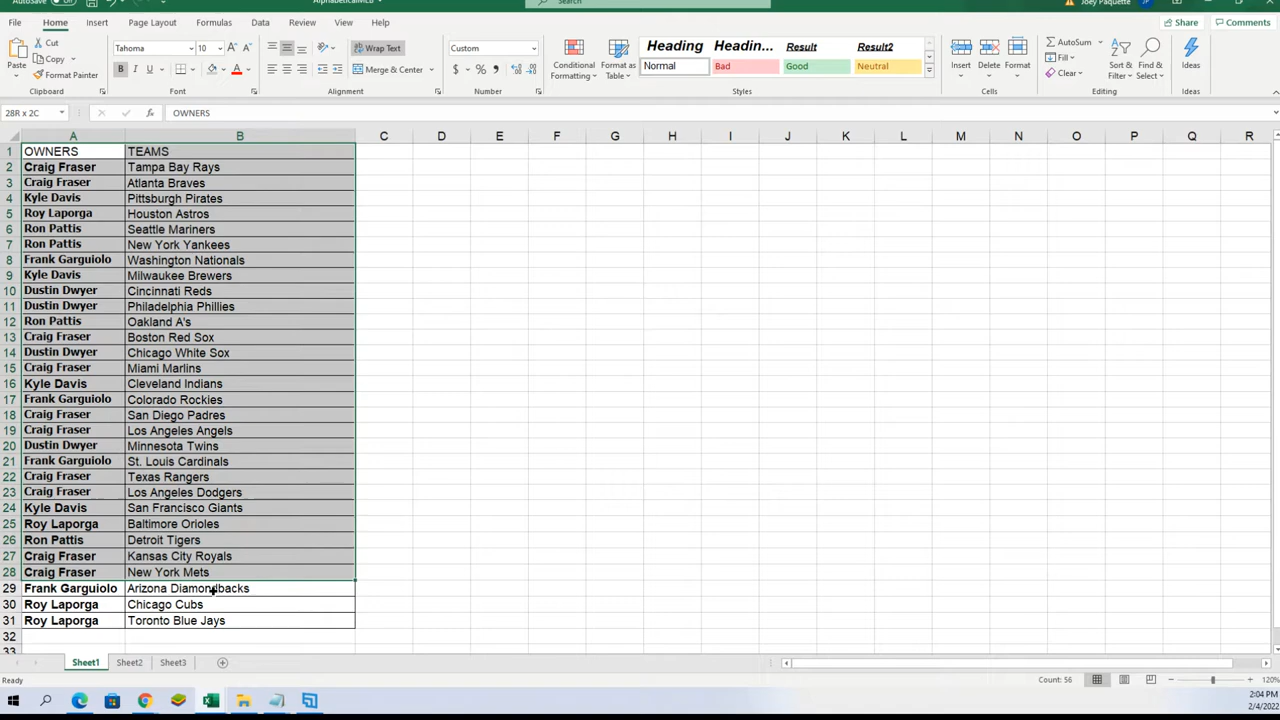 AutoSave
Search
Joey Paquette
File Home Insert Page Layout Formulas Data Review View Help Share Comments
Paste Cut Copy Format Painter Clipboard
Tahoma 10 B I U A Font
Wrap Text Merge & Center Alignment
Custom $ % Number
Conditional Formatting Format as Table
Heading Headin... Result Result2
Normal Bad Good Neutral Styles
Insert Delete Format Cells
AutoSum Fill Clear Sort & Filter Find & Select Editing
Ideas Ideas
28R x 2C fx OWNERS
A B C D E F G H I J K L M N O P Q R
1 OWNERS TEAMS
2 Craig Fraser Tampa Bay Rays
3 Craig Fraser Atlanta Braves
4 Kyle Davis Pittsburgh Pirates
5 Roy Laporga Houston Astros
6 Ron Pattis Seattle Mariners
7 Ron Pattis New York Yankees
8 Frank Garguiolo Washington Nationals
9 Kyle Davis Milwaukee Brewers
10 Dustin Dwyer Cincinnati Reds
11 Dustin Dwyer Philadelphia Phillies
12 Ron Pattis Oakland A's
13 Craig Fraser Boston Red Sox
14 Dustin Dwyer Chicago White Sox
15 Craig Fraser Miami Marlins
16 Kyle Davis Cleveland Indians
17 Frank Garguiolo Colorado Rockies
18 Craig Fraser San Diego Padres
19 Craig Fraser Los Angeles Angels
20 Dustin Dwyer Minnesota Twins
21 Frank Garguiolo St. Louis Cardinals
22 Craig Fraser Texas Rangers
23 Craig Fraser Los Angeles Dodgers
24 Kyle Davis San Francisco Giants
25 Roy Laporga Baltimore Orioles
26 Ron Pattis Detroit Tigers
27 Craig Fraser Kansas City Royals
28 Craig Fraser New York Mets
29 Frank Garguiolo Arizona Diamondbacks
30 Roy Laporga Chicago Cubs
31 Roy Laporga Toronto Blue Jays
32
33
Sheet1 Sheet2 Sheet3
Ready Count: 56 120%
2:04 PM
2/4/2022